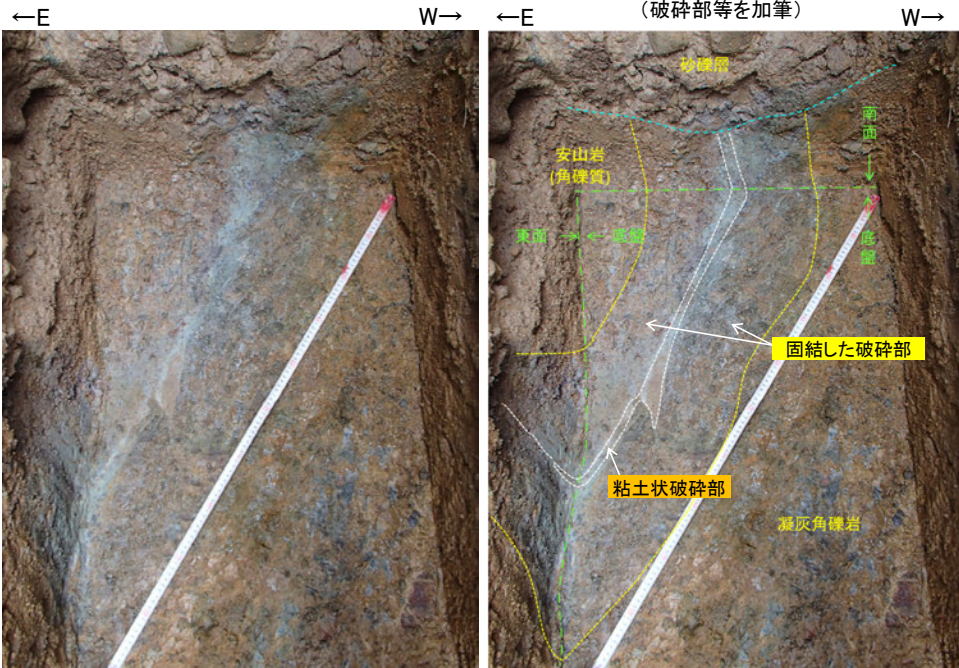 ←E
W→
←E
(破砕部等を加筆)
W→
砂礫層
南面
安山岩
(角礫質)
東面
底盤
底盤
固結した破砕部
粘土状破砕部
凝灰角礫岩